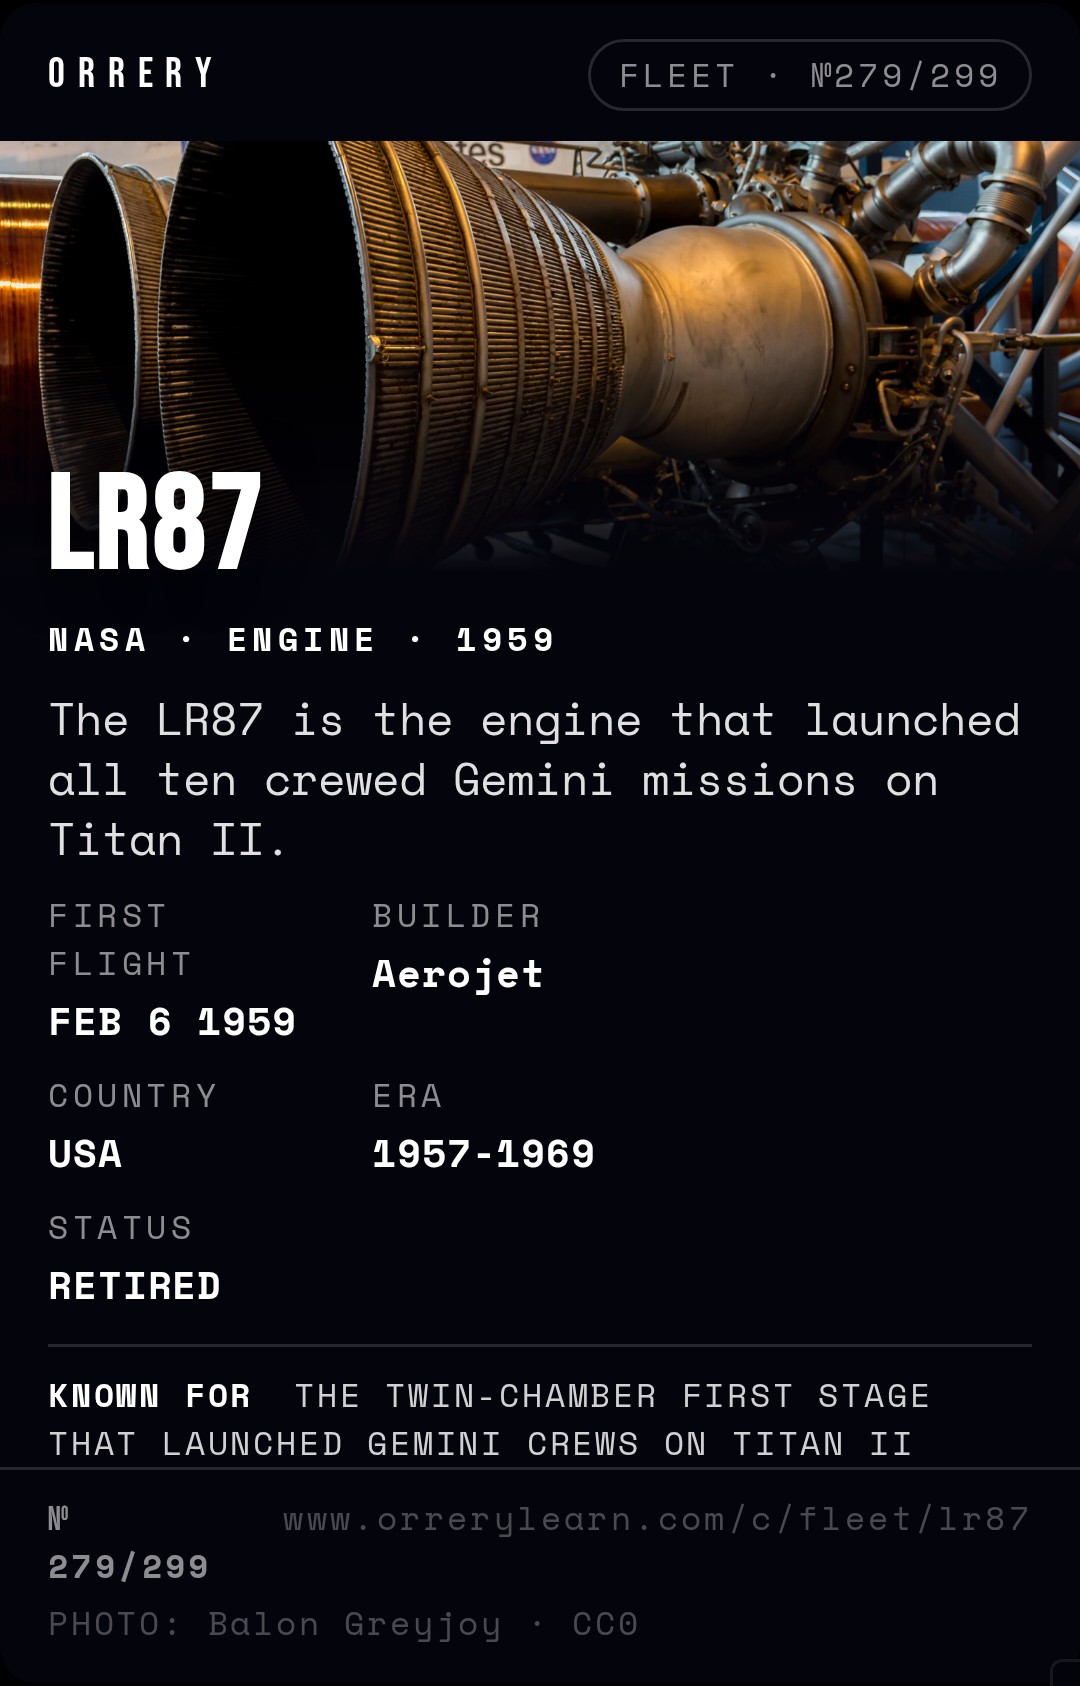 ORRERY
FLEET · №279/299
tes
LR87
NASA · ENGINE · 1959
The LR87 is the engine that launched
all ten crewed Gemini missions on
Titan II.
FIRST
FLIGHT
FEB 6 1959
BUILDER
Aerojet
COUNTRY
USA
ERA
1957-1969
STATUS
RETIRED
KNOWN FOR THE TWIN-CHAMBER FIRST STAGE
THAT LAUNCHED GEMINI CREWS ON TITAN II
№
279/299
www.orrerylearn.com/c/fleet/lr87
PHOTO: Balon Greyjoy · CC0